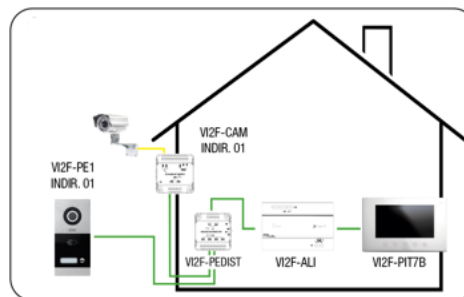 VI2F-CAM
INDIR. 01
VI2F-PE1
INDIR. 01
VI2F-PEDIST
VI2F-ALI
VI2F-PIT7B